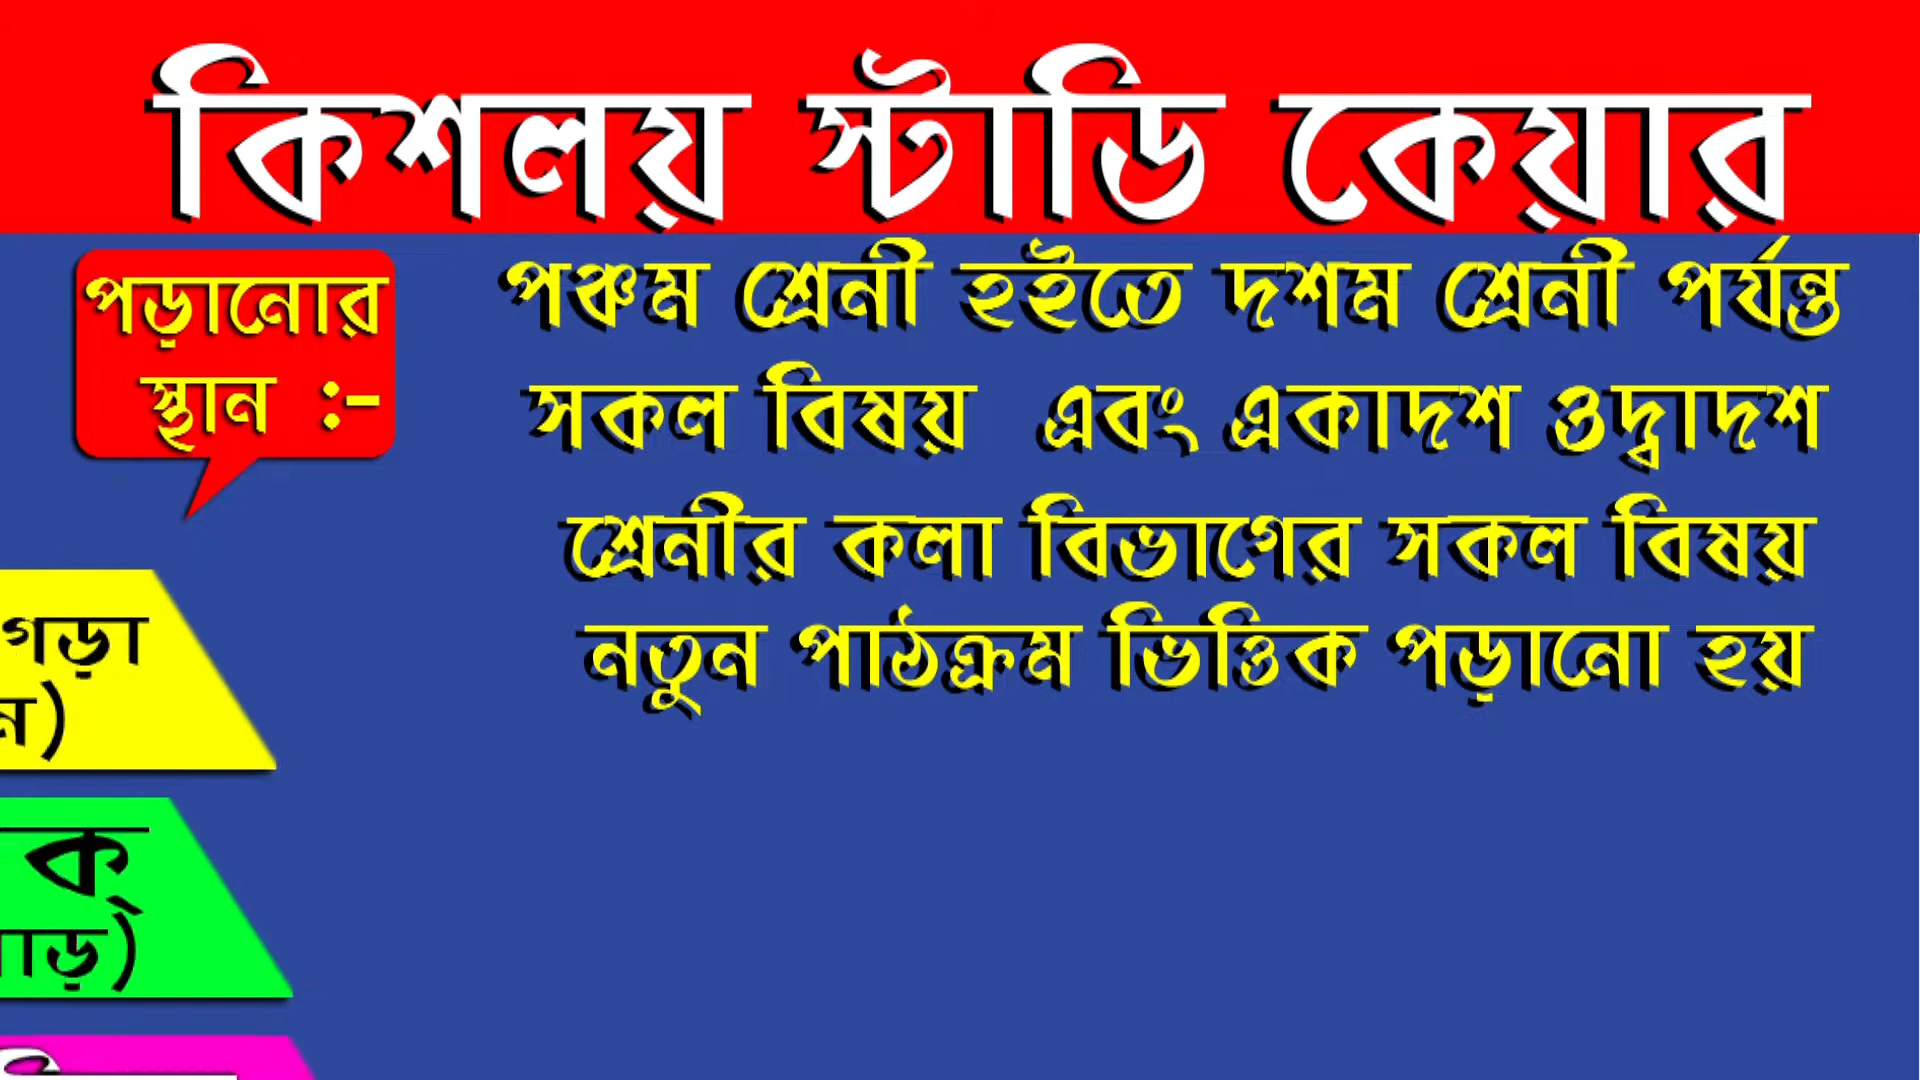 কিশলয় স্টাডি কেয়ার
পড়ানোর
স্থান :-
পঞ্চম শ্রেনী হইতে দশম শ্রেনী পর্যন্ত
সকল বিষয় এবং একাদশ ওদ্বাদশ
শ্রেনীর কলা বিভাগের সকল বিষয়
নতুন পাঠক্রম ভিত্তিক পড়ানো হয়